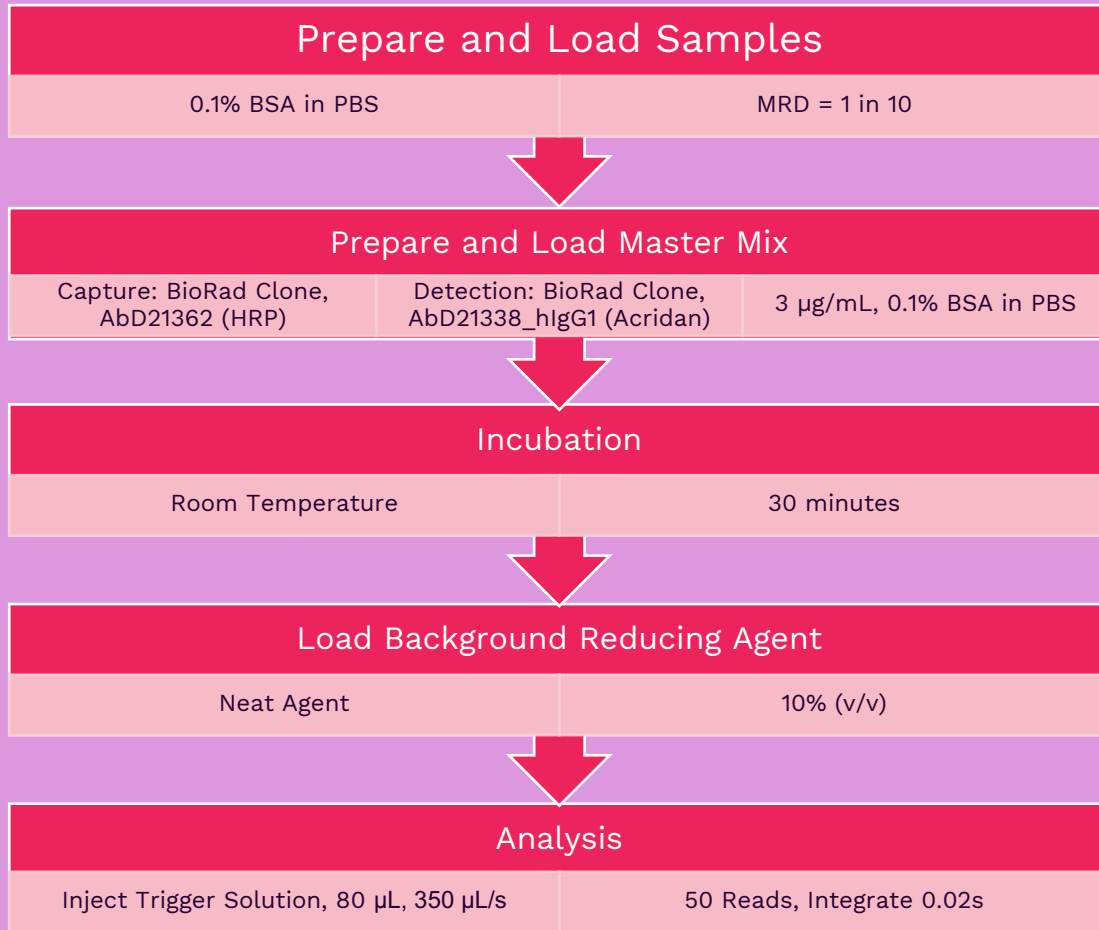 Prepare and Load Samples
0.1% BSA in PBS
MRD = 1 in 10
Prepare and Load Master Mix
Capture: BioRad Clone,
AbD21362 (HRP)
Detection: BioRad Clone,
AbD21338_hIgG1 (Acridan)
3 µg/mL, 0.1% BSA in PBS
Incubation
Room Temperature
30 minutes
Load Background Reducing Agent
Neat Agent
10% (v/v)
Analysis
Inject Trigger Solution, 80 µL, 350 µL/s
50 Reads, Integrate 0.02s